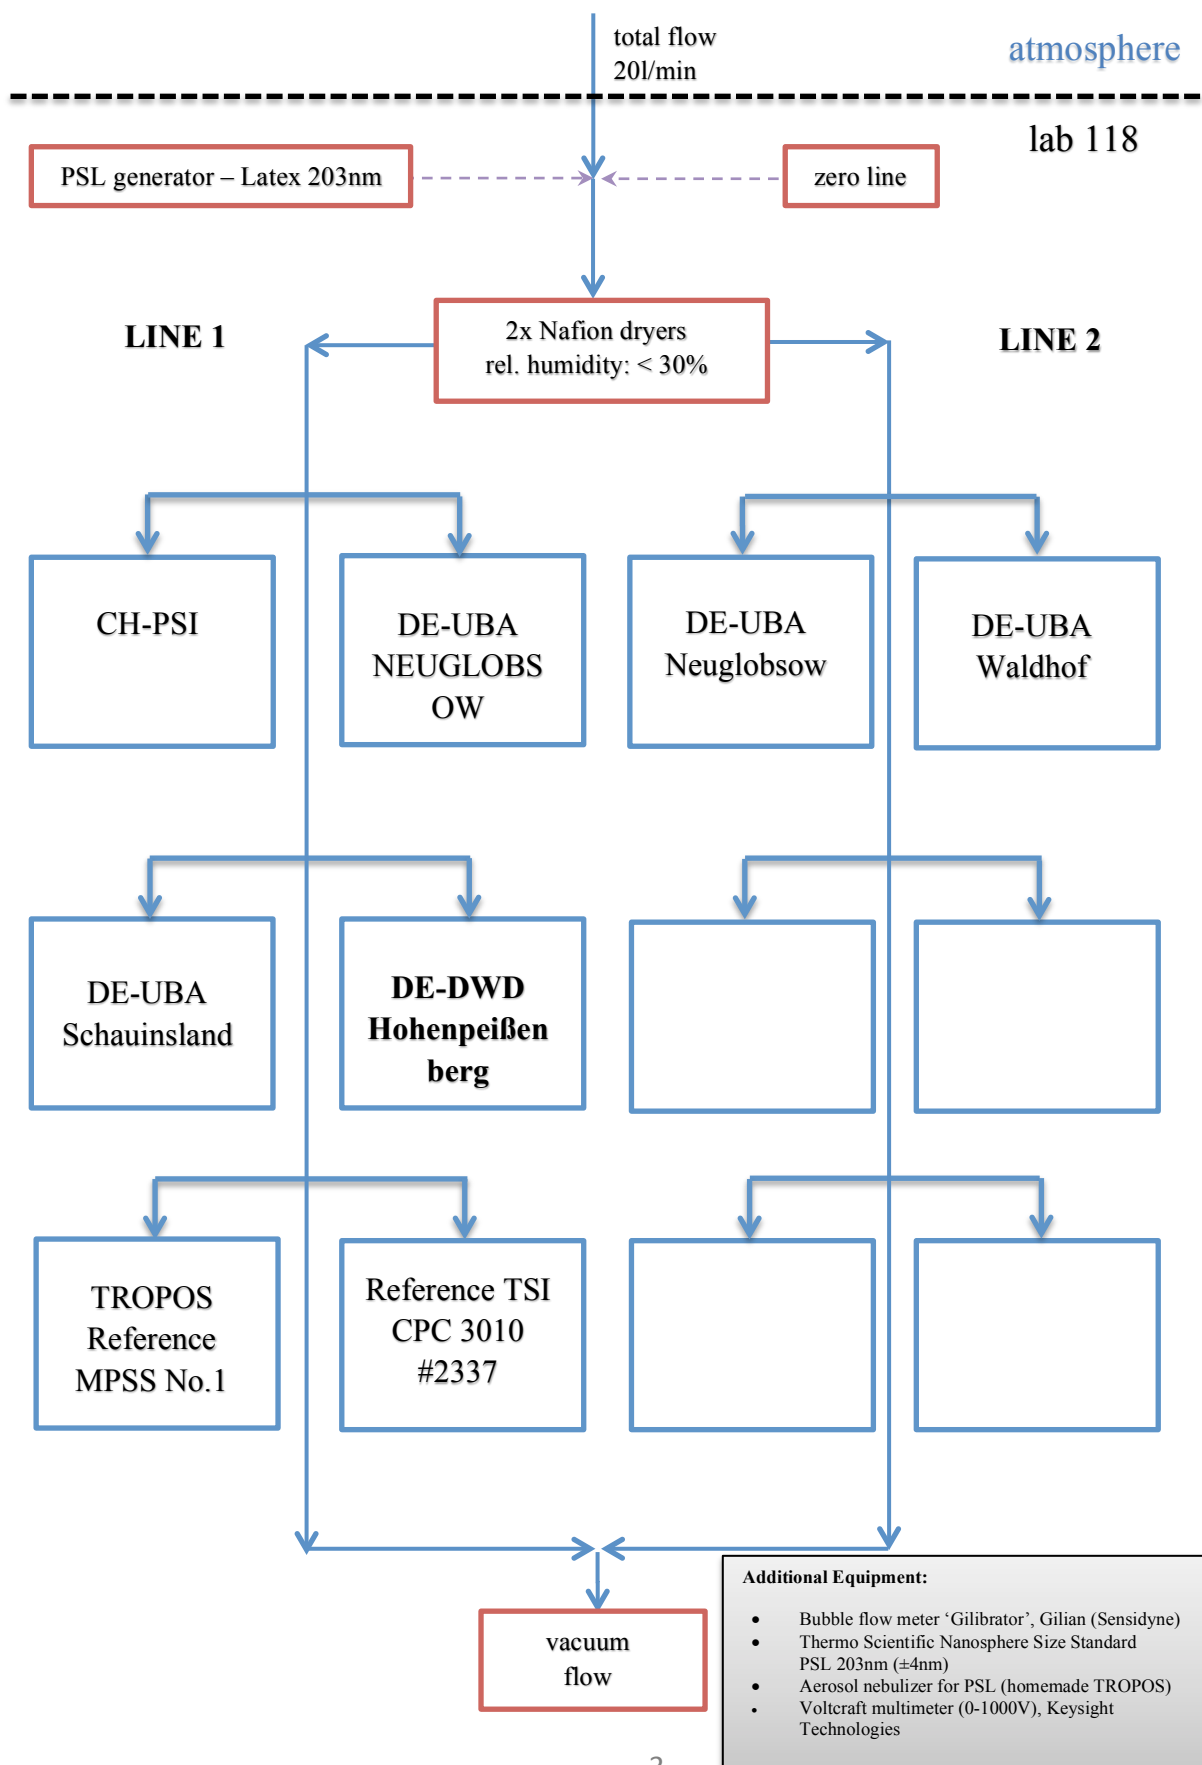 total flow
20l/min
atmosphere
lab 118
PSL generator – Latex 203nm
zero line
LINE 1
2x Nafion dryers
rel. humidity: < 30%
LINE 2
CH-PSI
DE-UBA
NEUGLOBS
OW
DE-UBA
Neuglobsow
DE-UBA
Waldhof
DE-UBA
Schauinsland
DE-DWD
Hohenpeißen
berg
TROPOS
Reference
MPSS No.1
Reference TSI
CPC 3010
#2337
vacuum
flow
Additional Equipment:
• Bubble flow meter ‘Gilibrator’, Gilian (Sensidyne)
• Thermo Scientific Nanosphere Size Standard
PSL 203nm (±4nm)
• Aerosol nebulizer for PSL (homemade TROPOS)
• Voltcraft multimeter (0-1000V), Keysight
Technologies